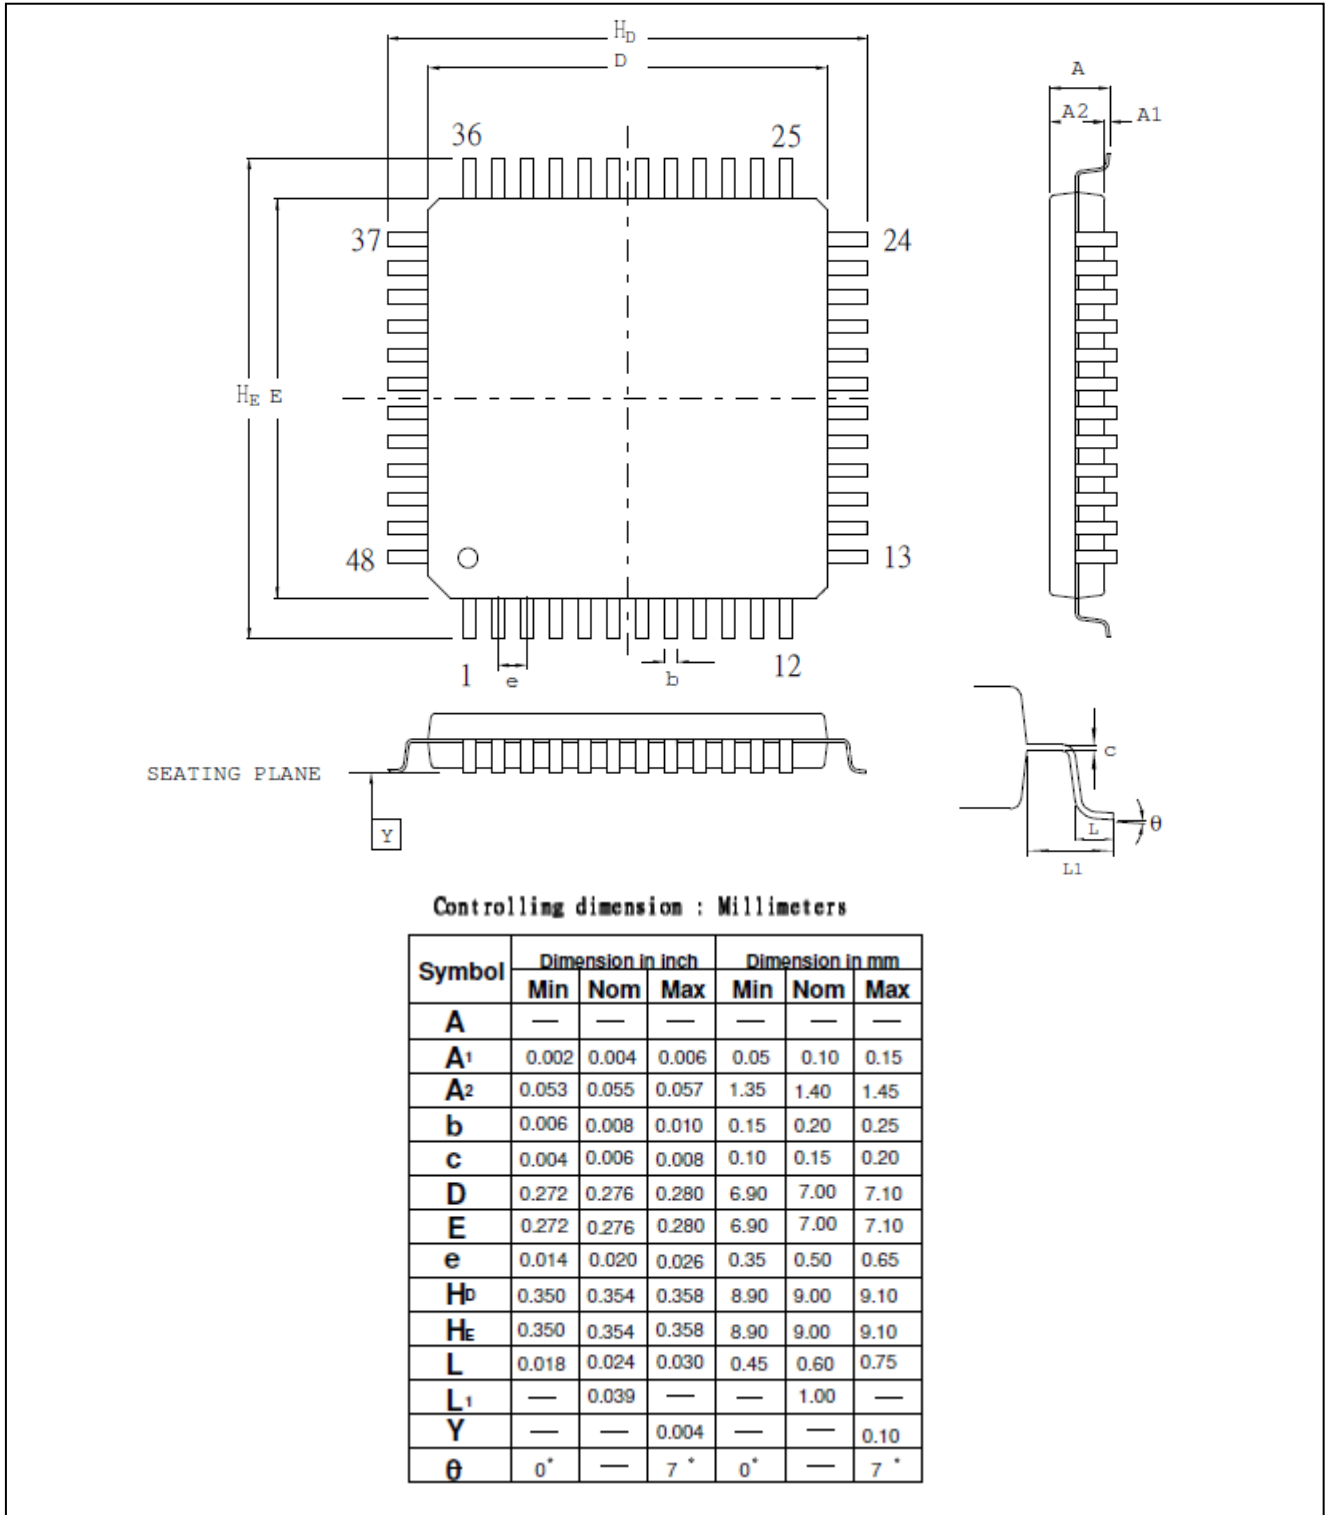 H_D
D
A
A2 A1
36 25
37 24
H_E E
48 13
1 e b 12
SEATING PLANE
Y
c
L θ
L1
Controlling dimension : Millimeters
Symbol Dimension in inch Dimension in mm
Min Nom Max Min Nom Max
A — — — — — —
A1 0.002 0.004 0.006 0.05 0.10 0.15
A2 0.053 0.055 0.057 1.35 1.40 1.45
b 0.006 0.008 0.010 0.15 0.20 0.25
c 0.004 0.006 0.008 0.10 0.15 0.20
D 0.272 0.276 0.280 6.90 7.00 7.10
E 0.272 0.276 0.280 6.90 7.00 7.10
e 0.014 0.020 0.026 0.35 0.50 0.65
HD 0.350 0.354 0.358 8.90 9.00 9.10
HE 0.350 0.354 0.358 8.90 9.00 9.10
L 0.018 0.024 0.030 0.45 0.60 0.75
L1 — 0.039 — — 1.00 —
Y — — 0.004 — — 0.10
θ 0° — 7° 0° — 7°